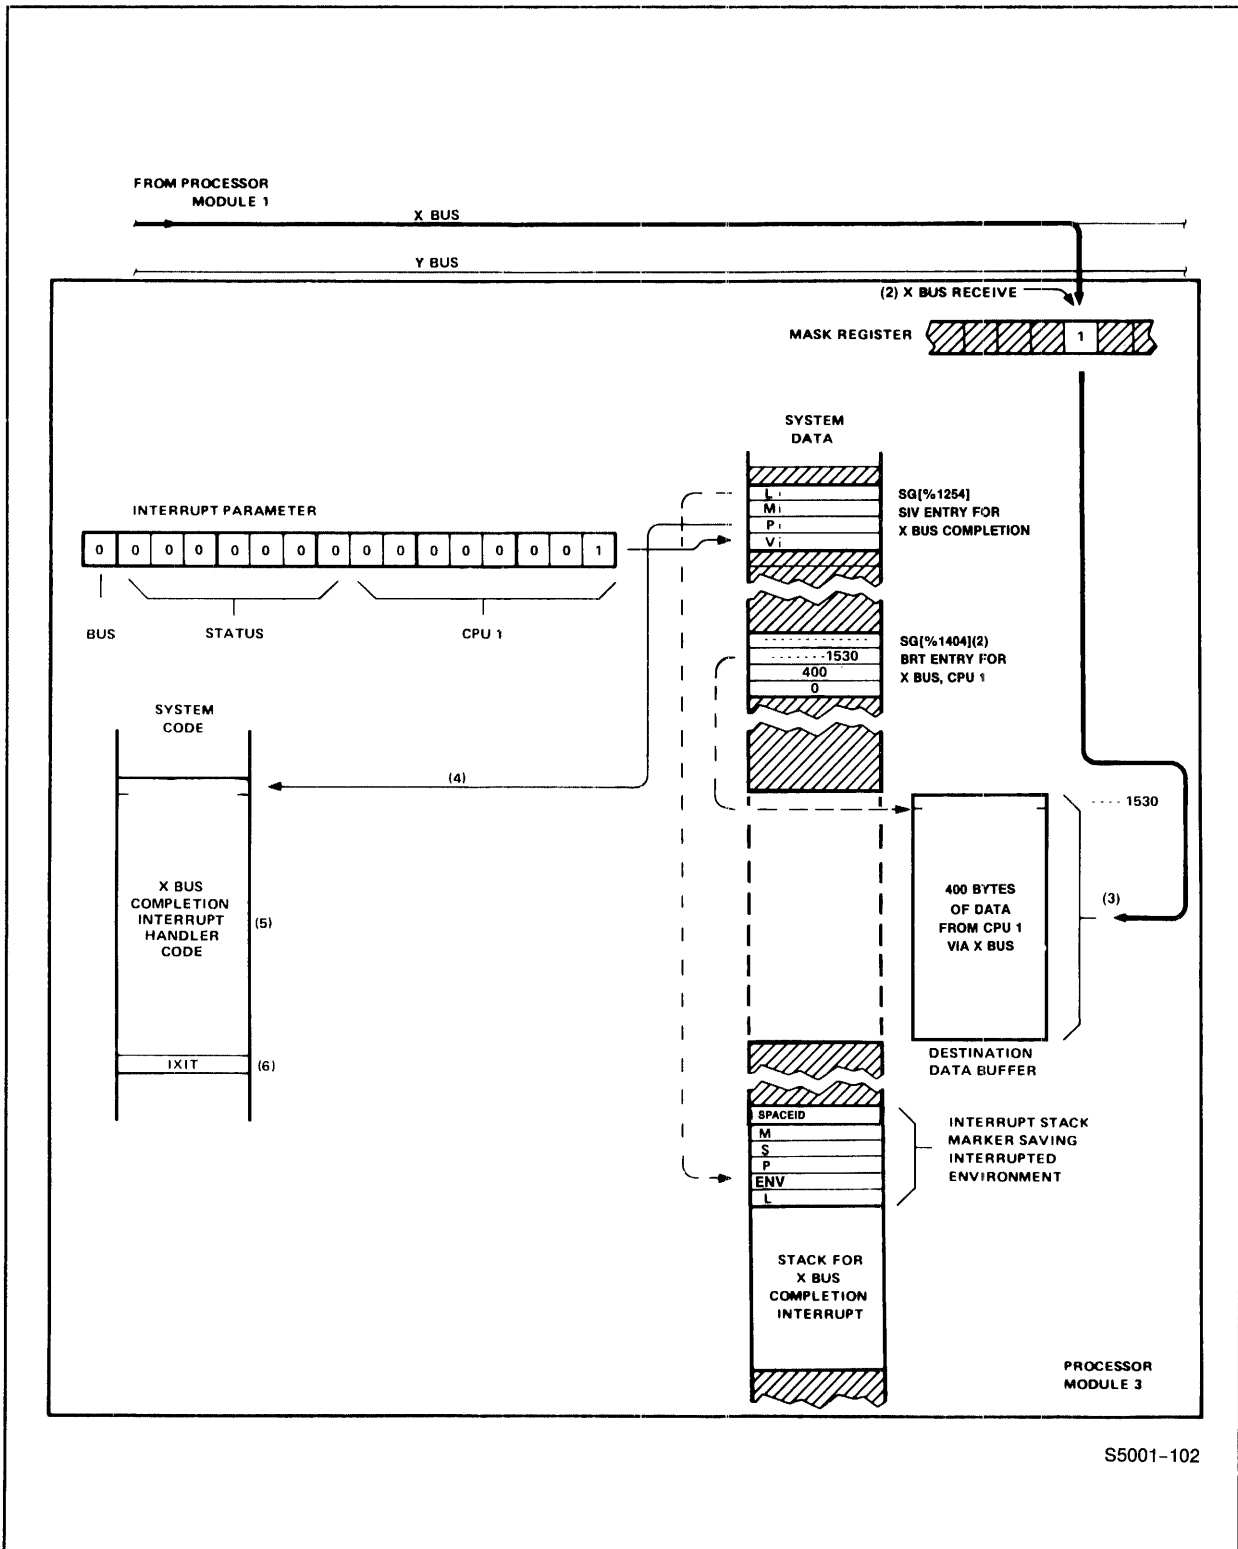 FROM PROCESSOR
MODULE 1
X BUS
Y BUS
(2) X BUS RECEIVE
MASK REGISTER
1
SYSTEM
DATA
L
M
P
V
SG[%1254]
SIV ENTRY FOR
X BUS COMPLETION
INTERRUPT PARAMETER
0 0 0 0 0 0 0 0 0 0 0 0 0 0 0 1
BUS
STATUS
CPU 1
- - - - - - - - - - - - - -
- - - - - - - 1530
400
0
SG[%1404](2)
BRT ENTRY FOR
X BUS, CPU 1
SYSTEM
CODE
(4)
- - - - 1530
X BUS
COMPLETION
INTERRUPT
HANDLER
CODE
(5)
400 BYTES
OF DATA
FROM CPU 1
VIA X BUS
(3)
IXIT
(6)
DESTINATION
DATA BUFFER
SPACEID
M
S
P
ENV
L
INTERRUPT STACK
MARKER SAVING
INTERRUPTED
ENVIRONMENT
STACK FOR
X BUS
COMPLETION
INTERRUPT
PROCESSOR
MODULE 3
S5001-102